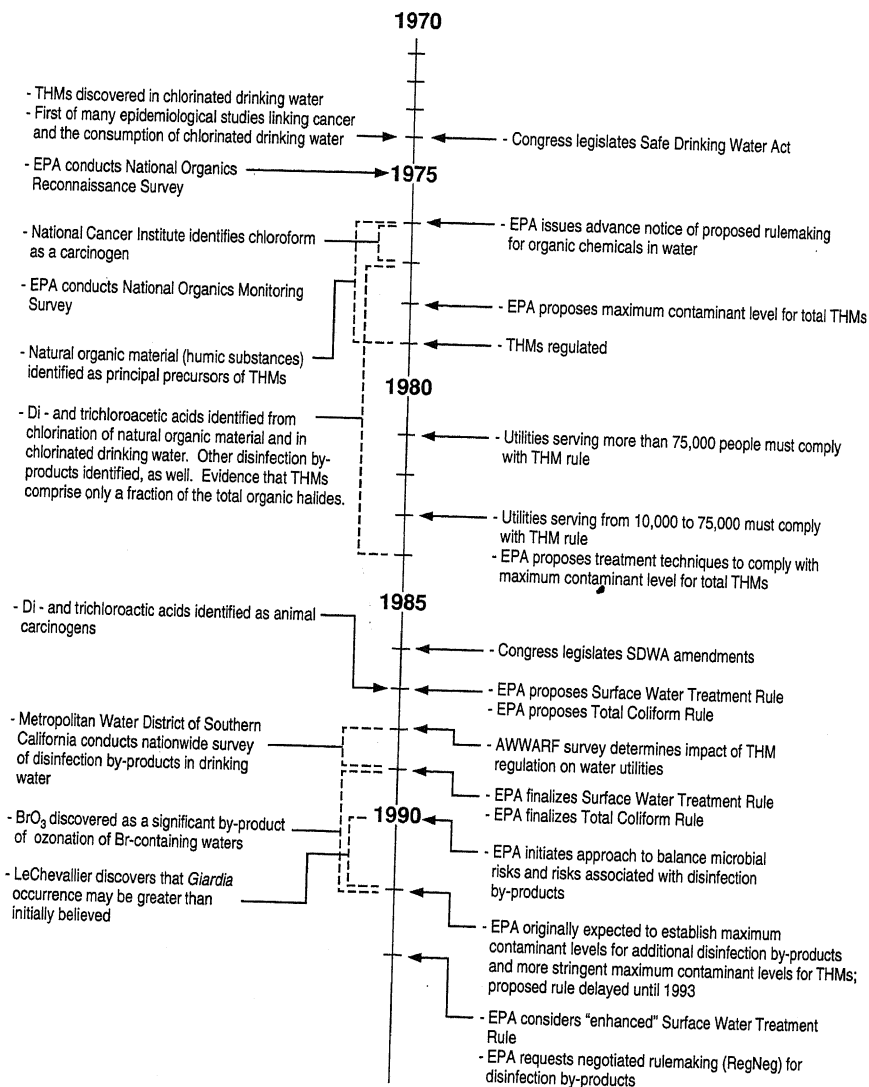 1970
- THMs discovered in chlorinated drinking water
- First of many epidemiological studies linking cancer
and the consumption of chlorinated drinking water
- Congress legislates Safe Drinking Water Act
- EPA conducts National Organics
Reconnaissance Survey
1975
- National Cancer Institute identifies chloroform
as a carcinogen
- EPA issues advance notice of proposed rulemaking
for organic chemicals in water
- EPA conducts National Organics Monitoring
Survey
- EPA proposes maximum contaminant level for total THMs
- Natural organic material (humic substances)
identified as principal precursors of THMs
- THMs regulated
1980
- Di - and trichloroacetic acids identified from
chlorination of natural organic material and in
chlorinated drinking water. Other disinfection by-
products identified, as well. Evidence that THMs
comprise only a fraction of the total organic halides.
- Utilities serving more than 75,000 people must comply
with THM rule
- Utilities serving from 10,000 to 75,000 must comply
with THM rule
- EPA proposes treatment techniques to comply with
maximum contaminant level for total THMs
1985
- Di - and trichloroactic acids identified as animal
carcinogens
- Congress legislates SDWA amendments
- EPA proposes Surface Water Treatment Rule
- EPA proposes Total Coliform Rule
- Metropolitan Water District of Southern
California conducts nationwide survey
of disinfection by-products in drinking
water
- AWWARF survey determines impact of THM
regulation on water utilities
- EPA finalizes Surface Water Treatment Rule
- EPA finalizes Total Coliform Rule
1990
- BrO3 discovered as a significant by-product
of ozonation of Br-containing waters
- EPA initiates approach to balance microbial
risks and risks associated with disinfection
by-products
- LeChevallier discovers that Giardia
occurrence may be greater than
initially believed
- EPA originally expected to establish maximum
contaminant levels for additional disinfection by-products
and more stringent maximum contaminant levels for THMs;
proposed rule delayed until 1993
- EPA considers "enhanced" Surface Water Treatment
Rule
- EPA requests negotiated rulemaking (RegNeg) for
disinfection by-products